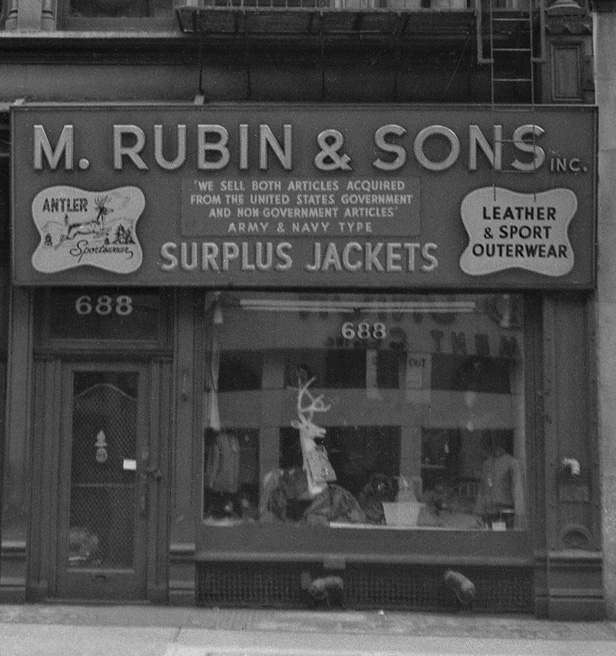 M. RUBIN & SONS INC.
ANTLER
Sportswear
"WE SELL BOTH ARTICLES ACQUIRED
FROM THE UNITED STATES GOVERNMENT
AND NON-GOVERNMENT ARTICLES"
ARMY & NAVY TYPE
SURPLUS JACKETS
LEATHER
& SPORT
OUTERWEAR
688
688
OUT